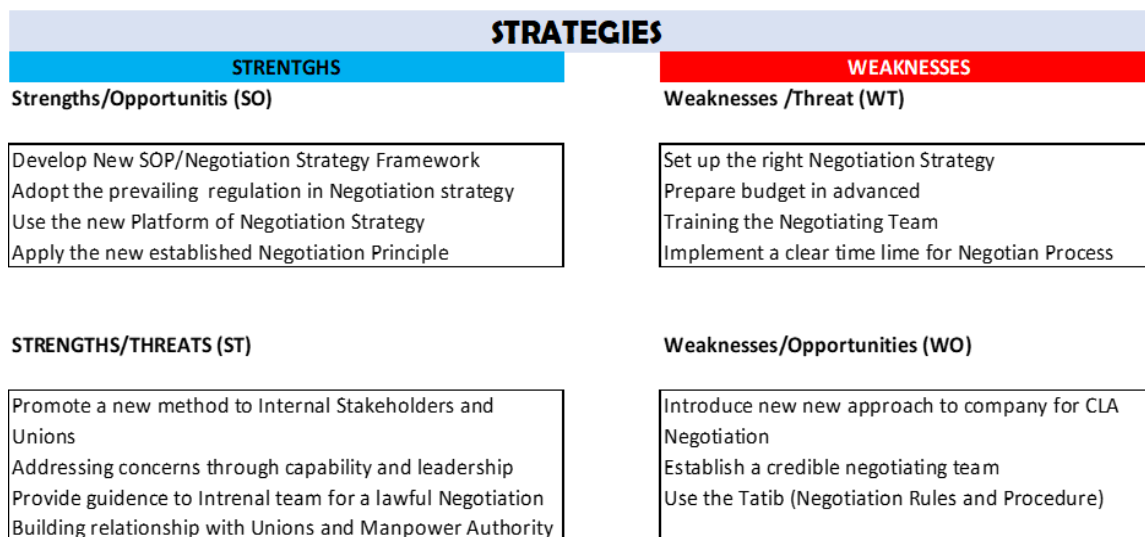 STRATEGIES
STRENTGHS
Strengths/Opportunitis (SO)
Develop New SOP/Negotiation Strategy Framework
Adopt the prevailing regulation in Negotiation strategy
Use the new Platform of Negotiation Strategy
Apply the new established Negotiation Principle
WEAKNESSES
Weaknesses /Threat (WT)
Set up the right Negotiation Strategy
Prepare budget in advanced
Training the Negotiating Team
Implement a clear time lime for Negotian Process
STRENGTHS/THREATS (ST)
Promote a new method to Internal Stakeholders and
Unions
Addressing concerns through capability and leadership
Provide guidence to Intrenal team for a lawful Negotiation
Building relationship with Unions and Manpower Authority
Weaknesses/Opportunities (WO)
Introduce new new approach to company for CLA
Negotiation
Establish a credible negotiating team
Use the Tatib (Negotiation Rules and Procedure)